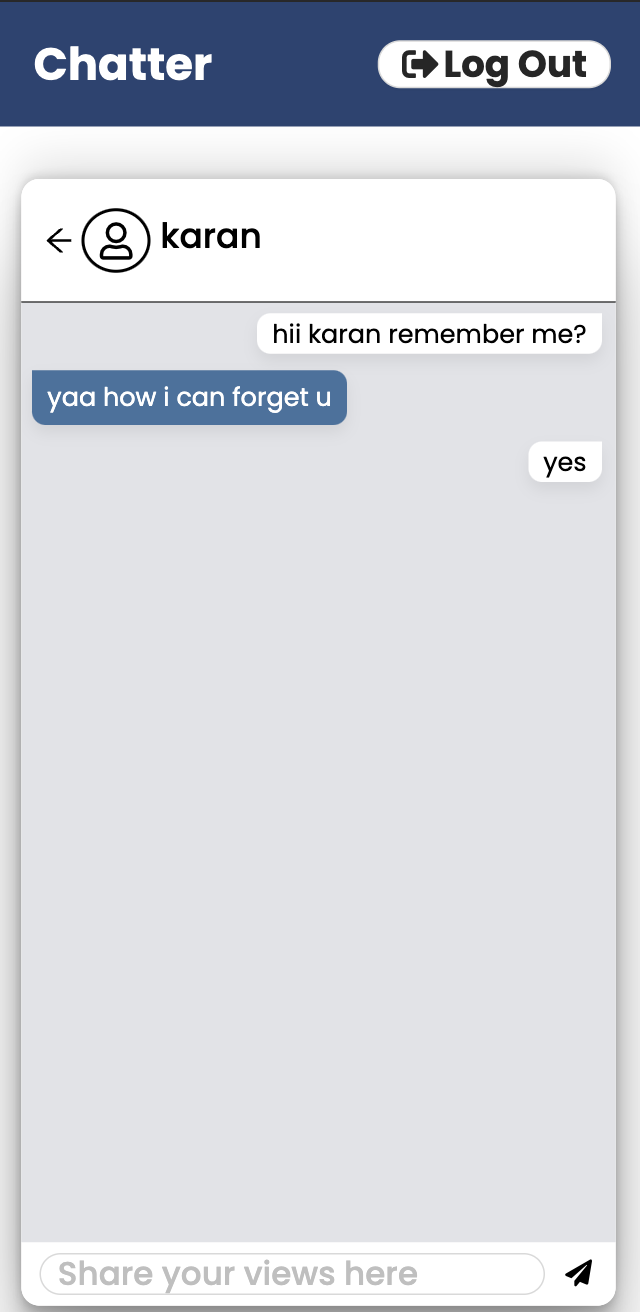 Chatter
Log Out
karan
hii karan remember me?
yaa how i can forget u
yes
Share your views here